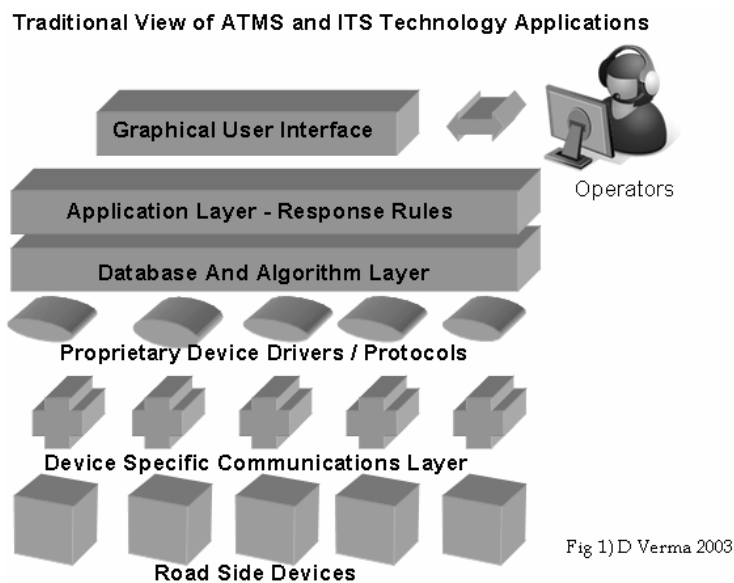 Traditional View of ATMS and ITS Technology Applications
Graphical User Interface
Operators
Application Layer - Response Rules
Database And Algorithm Layer
Proprietary Device Drivers / Protocols
Device Specific Communications Layer
Road Side Devices
Fig 1) D Verma 2003